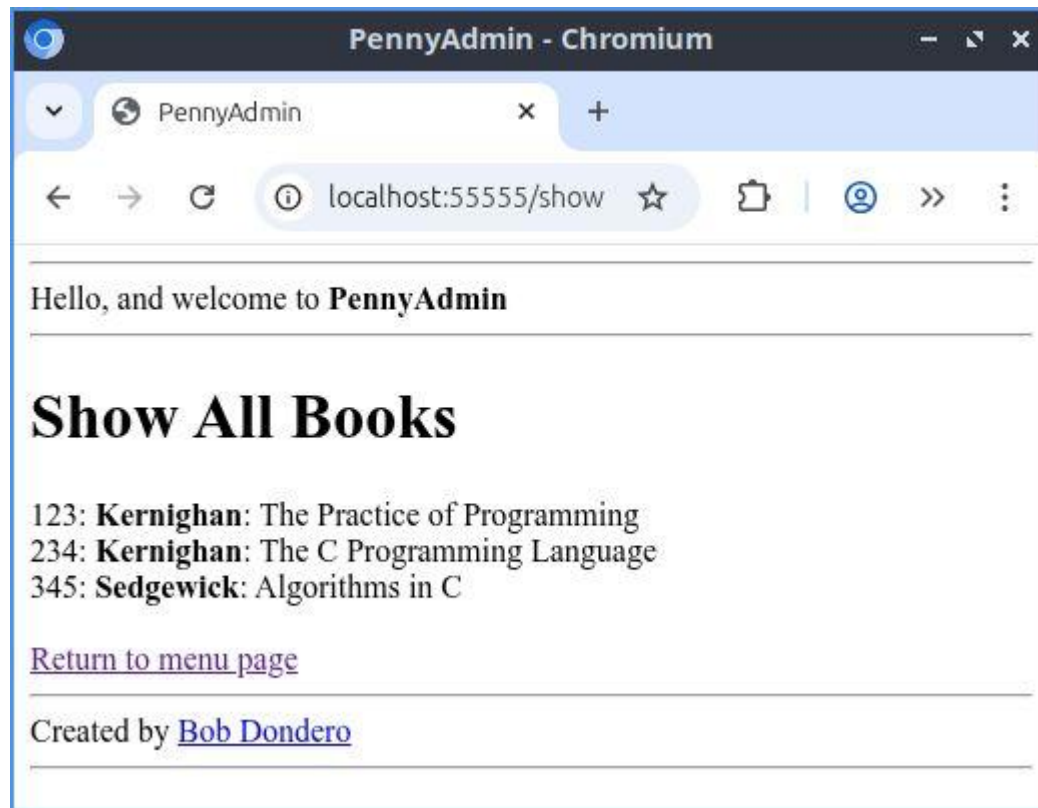 PennyAdmin - Chromium
PennyAdmin
localhost:55555/show
Hello, and welcome to PennyAdmin
Show All Books
123: Kernighan: The Practice of Programming
234: Kernighan: The C Programming Language
345: Sedgewick: Algorithms in C
Return to menu page
Created by Bob Dondero